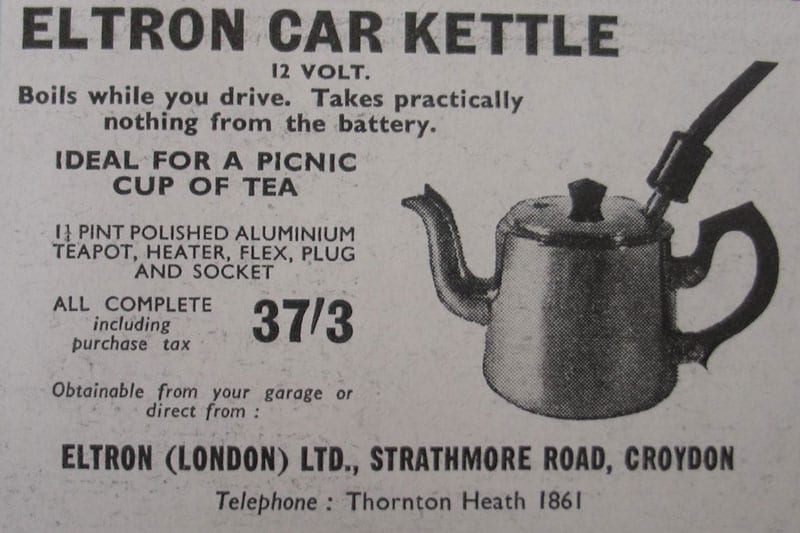 ELTRON CAR KETTLE
12 VOLT.
Boils while you drive. Takes practically
nothing from the battery.
IDEAL FOR A PICNIC
CUP OF TEA
1½ PINT POLISHED ALUMINIUM
TEAPOT, HEATER, FLEX, PLUG
AND SOCKET
ALL COMPLETE
including
purchase tax
37/3
Obtainable from your garage or
direct from :
ELTRON (LONDON) LTD., STRATHMORE ROAD, CROYDON
Telephone : Thornton Heath 1861